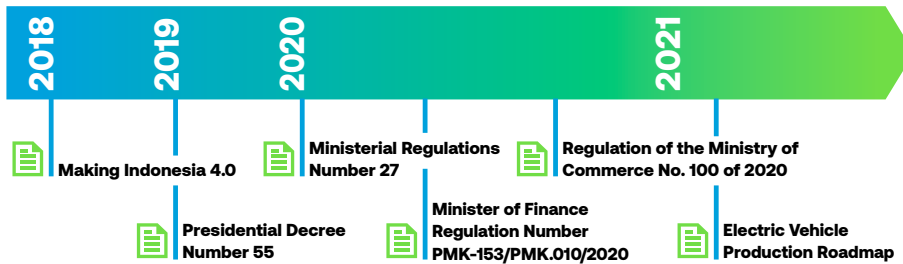 2018
2019
2020
2021
Making Indonesia 4.0
Presidential Decree
Number 55
Ministerial Regulations
Number 27
Minister of Finance
Regulation Number
PMK-153/PMK.010/2020
Regulation of the Ministry of
Commerce No. 100 of 2020
Electric Vehicle
Production Roadmap